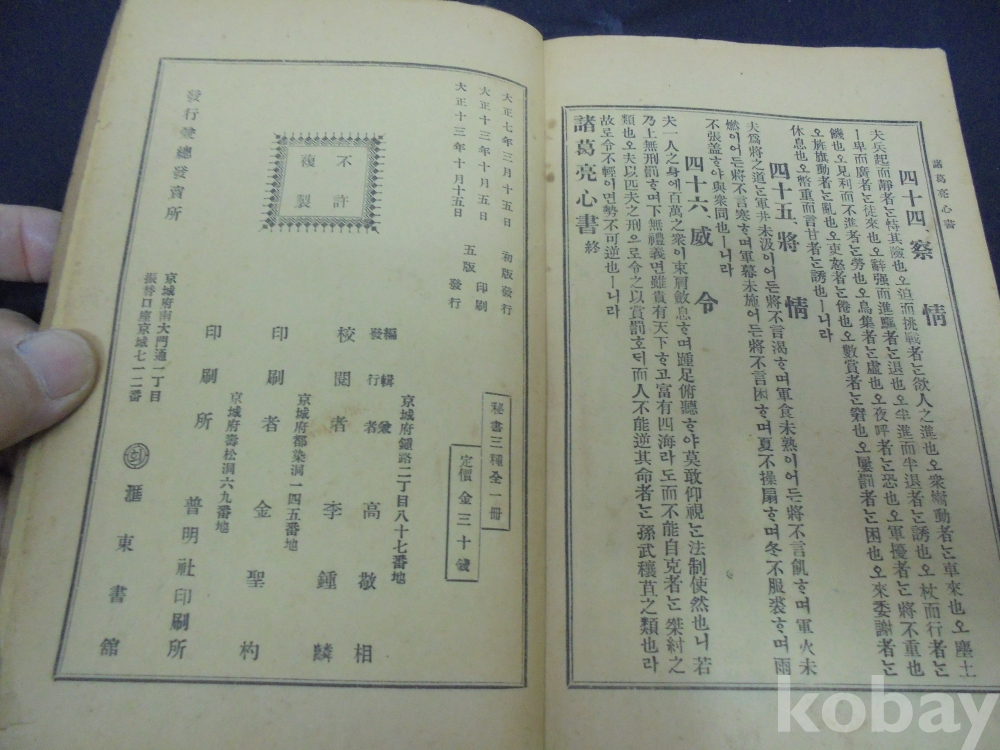 諸葛亮心書
四十四、察情
夫兵起而靜者는恃其險也오迫而挑戰者는欲人之進也오衆樹動者는車來也오塵土
ㅣ卑而廣者는徒來也오辭强而進驅者는退也오半進而半退者는誘也오杖而行者는
饑也오見利而不進者는勞也오鳥集者는虛也오夜呼者는恐也오軍擾者는將不重也
오旌旗動者는亂也오吏怒者는倦也오數賞者는窘也오屢罰者는困也오來委謝者는
休息也오幣重而言甘者는誘也ㅣ니라
四十五、將情
夫爲將之道는軍井未汲이어든將不言渴ᄒᆞ며軍食未熟이어든將不言飢ᄒᆞ며軍火未
燃이어든將不言寒ᄒᆞ며軍幕未施어든將不言困ᄒᆞ며夏不操扇ᄒᆞ며冬不服裘ᄒᆞ며雨
不張蓋ᄒᆞ야與衆同也ㅣ니라
四十六、威令
夫一人之身에百萬之衆이束肩斂息ᄒᆞ며踵足俯聽ᄒᆞ야莫敢仰視는法制使然也니若
乃上無刑罰ᄒᆞ며下無禮義면雖貴有天下ᄒᆞ고富有四海라도而不能自克者는桀紂之
類也오夫以匹夫之刑으로令之以賞罰호ᄃᆡ而人不能逆其命者는孫武穰苴之類也라
故로令不輕이면勢不可逆也ㅣ니라
諸葛亮心書 終
大正七年三月十五日 初版發行
大正十三年十月五日 五版印刷
大正十三年十月十五日 發行
不許複製
秘書三種全一冊
定價金三十錢
京城府鍾路二丁目八十七番地
編輯兼發行者 高敬相
校閱者 李鍾麟
京城府都染洞一四五番地
印刷者 金聖杓
京城府壽松洞六九番地
印刷所 普明社印刷所
京城府南大門通一丁目
振替口座京城七一二番
發行兼總發賣所 滙東書館
kobay